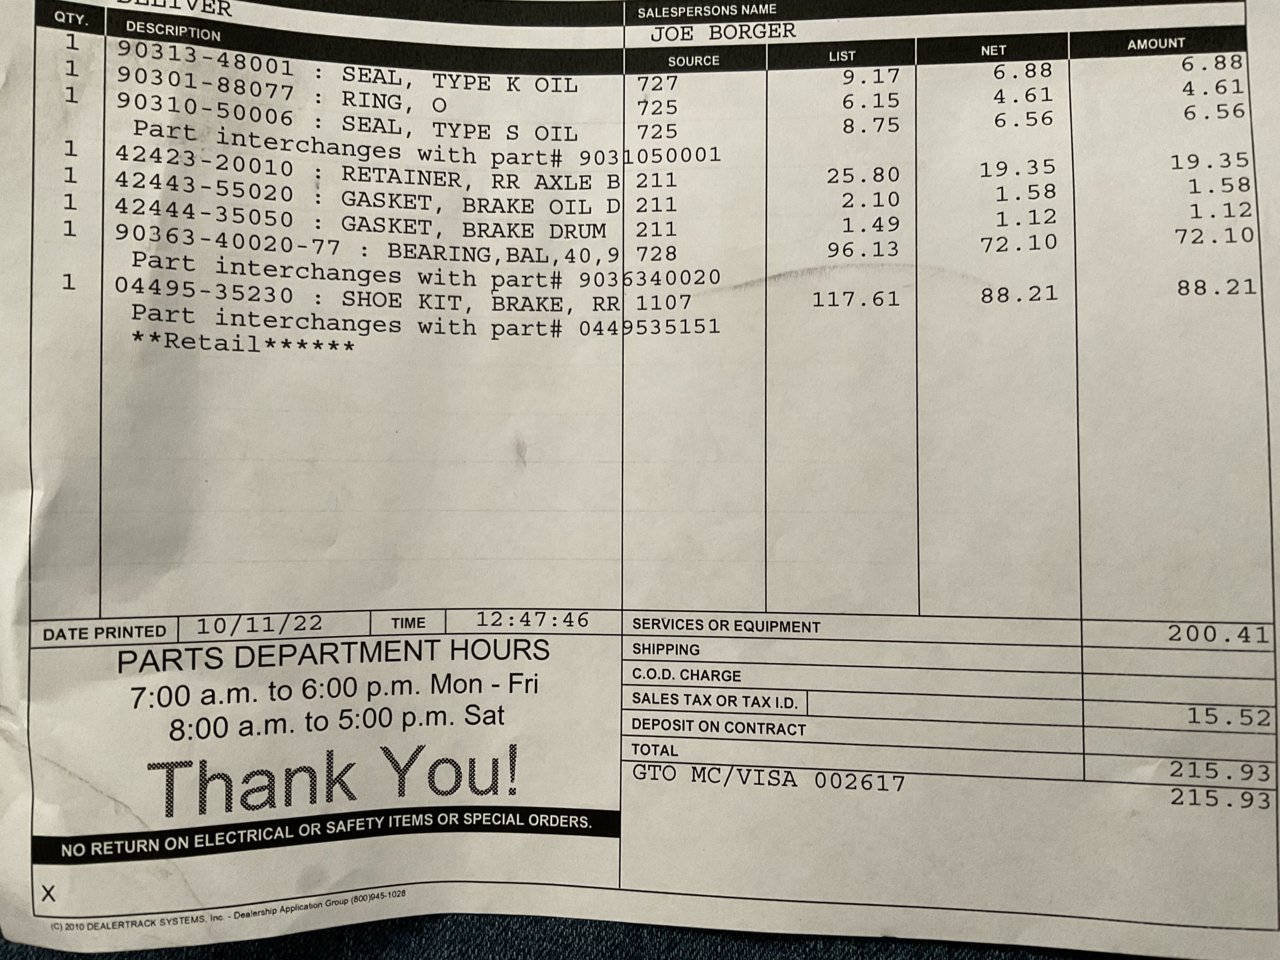 DELIVER
SALESPERSONS NAME
JOE BORGER
QTY. DESCRIPTION SOURCE LIST NET AMOUNT
1 90313-48001 : SEAL, TYPE K OIL 727 9.17 6.88 6.88
1 90301-88077 : RING, O 725 6.15 4.61 4.61
1 90310-50006 : SEAL, TYPE S OIL 725 8.75 6.56 6.56
Part interchanges with part# 9031050001
1 42423-20010 : RETAINER, RR AXLE B 211 25.80 19.35 19.35
1 42443-55020 : GASKET, BRAKE OIL D 211 2.10 1.58 1.58
1 42444-35050 : GASKET, BRAKE DRUM 211 1.49 1.12 1.12
1 90363-40020-77 : BEARING,BAL,40,9 728 96.13 72.10 72.10
Part interchanges with part# 9036340020
1 04495-35230 : SHOE KIT, BRAKE, RR 1107 117.61 88.21 88.21
Part interchanges with part# 0449535151
**Retail******
DATE PRINTED 10/11/22 TIME 12:47:46
PARTS DEPARTMENT HOURS
7:00 a.m. to 6:00 p.m. Mon - Fri
8:00 a.m. to 5:00 p.m. Sat
Thank You!
NO RETURN ON ELECTRICAL OR SAFETY ITEMS OR SPECIAL ORDERS.
X
(C) 2010 DEALERTRACK SYSTEMS, Inc. - Dealership Application Group (800)945-1028
SERVICES OR EQUIPMENT 200.41
SHIPPING
C.O.D. CHARGE
SALES TAX OR TAX I.D. 15.52
DEPOSIT ON CONTRACT
TOTAL 215.93
GTO MC/VISA 002617 215.93